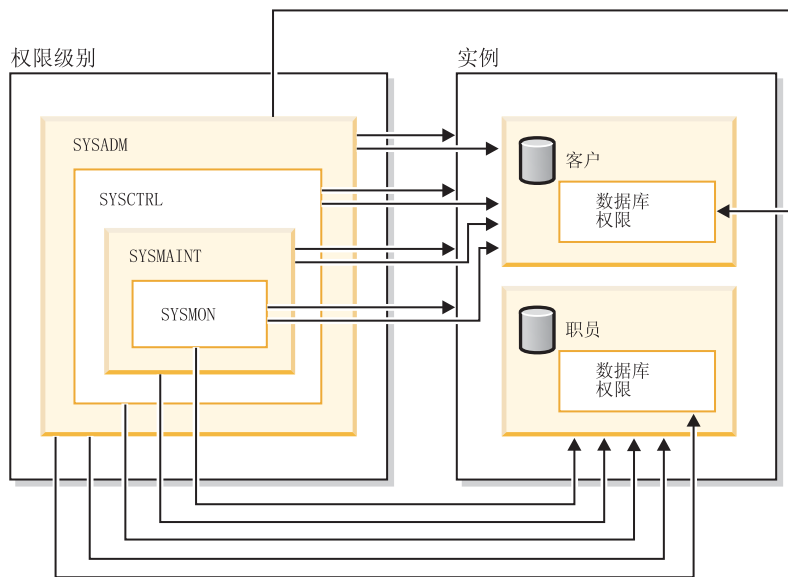 权限级别
SYSADM
SYSCTRL
SYSMAINT
SYSMON
实例
客户
数据库
权限
职员
数据库
权限